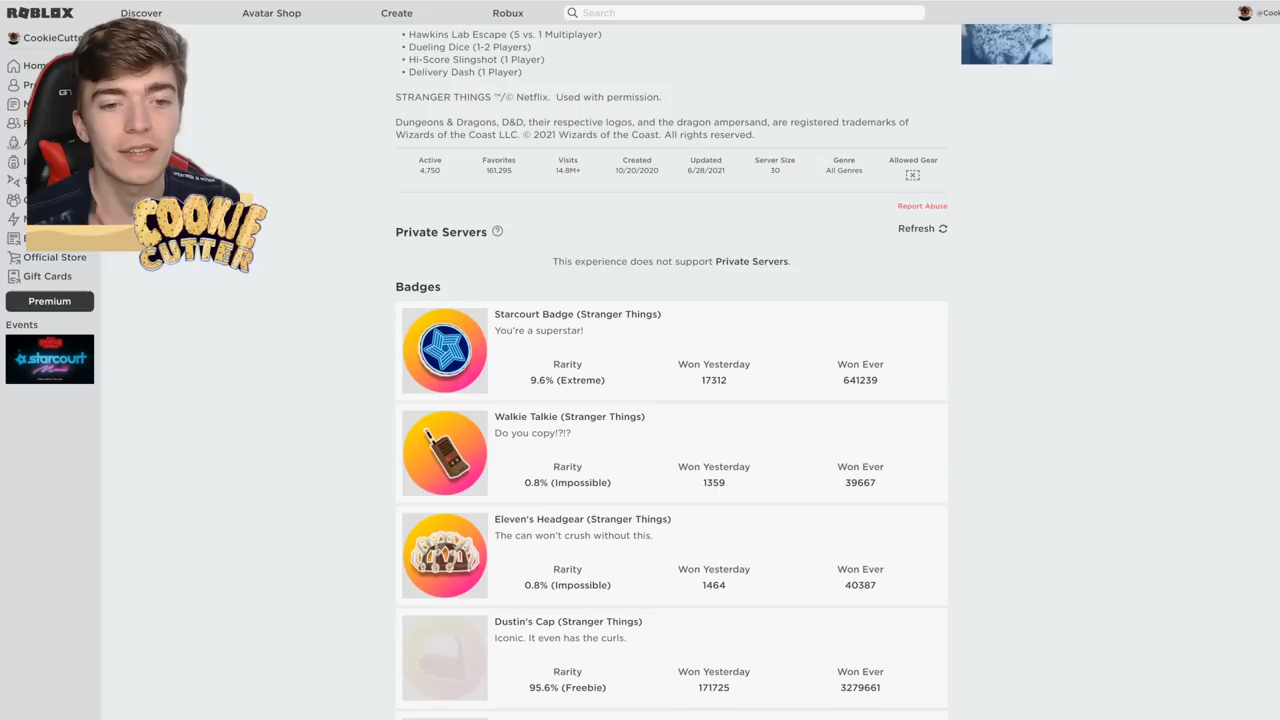 ROBLOX
Discover
Avatar Shop
Create
Robux
Search
CookieCutte
Official Store
Gift Cards
Premium
Events
starcourt
COOKIE
CUTTER
• Hawkins Lab Escape (5 vs. 1 Multiplayer)
• Dueling Dice (1-2 Players)
• Hi-Score Slingshot (1 Player)
• Delivery Dash (1 Player)
STRANGER THINGS ™/© Netflix. Used with permission.
Dungeons & Dragons, D&D, their respective logos, and the dragon ampersand, are registered trademarks of
Wizards of the Coast LLC. © 2021 Wizards of the Coast. All rights reserved.
Active Favorites Visits Created Updated Server Size Genre Allowed Gear
4,750 161,295 14.8M+ 10/20/2020 6/28/2021 30 All Genres
Report Abuse
Private Servers
Refresh
This experience does not support Private Servers.
Badges
Starcourt Badge (Stranger Things)
You're a superstar!
Rarity Won Yesterday Won Ever
9.6% (Extreme) 17312 641239
Walkie Talkie (Stranger Things)
Do you copy!?!?
Rarity Won Yesterday Won Ever
0.8% (Impossible) 1359 39667
Eleven's Headgear (Stranger Things)
The can won't crush without this.
Rarity Won Yesterday Won Ever
0.8% (Impossible) 1464 40387
Dustin's Cap (Stranger Things)
Iconic. It even has the curls.
Rarity Won Yesterday Won Ever
95.6% (Freebie) 171725 3279661